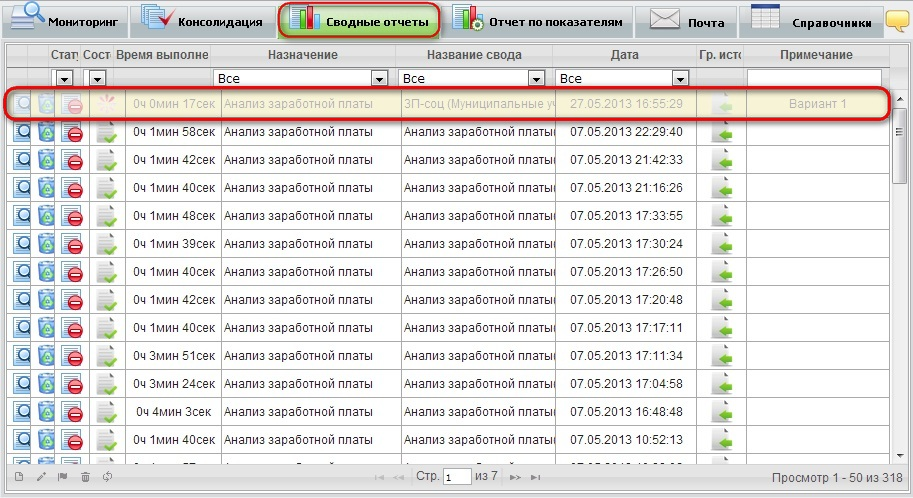 Мониторинг Консолидация Сводные отчеты Отчет по показателям Почта Справочники
Стату Состо Время выполне Назначение Название свода Дата Гр. исто Примечание
Все Все Все
0ч 0мин 17сек Анализ заработной платы ЗП-соц (Муниципальные уч 27.05.2013 16:55:29 Вариант 1
0ч 1мин 58сек Анализ заработной платы Анализ заработной платы( 07.05.2013 22:29:40
0ч 1мин 42сек Анализ заработной платы Анализ заработной платы( 07.05.2013 21:42:33
0ч 1мин 40сек Анализ заработной платы Анализ заработной платы( 07.05.2013 21:16:26
0ч 1мин 48сек Анализ заработной платы Анализ заработной платы( 07.05.2013 17:33:55
0ч 1мин 39сек Анализ заработной платы Анализ заработной платы( 07.05.2013 17:30:24
0ч 1мин 40сек Анализ заработной платы Анализ заработной платы( 07.05.2013 17:26:50
0ч 1мин 42сек Анализ заработной платы Анализ заработной платы( 07.05.2013 17:20:48
0ч 1мин 40сек Анализ заработной платы Анализ заработной платы( 07.05.2013 17:17:11
0ч 3мин 51сек Анализ заработной платы Анализ заработной платы( 07.05.2013 17:11:34
0ч 3мин 24сек Анализ заработной платы Анализ заработной платы( 07.05.2013 17:04:58
0ч 4мин 3сек Анализ заработной платы Анализ заработной платы( 07.05.2013 16:48:48
0ч 1мин 40сек Анализ заработной платы Анализ заработной платы( 07.05.2013 10:52:13
Стр. 1 из 7 Просмотр 1 - 50 из 318